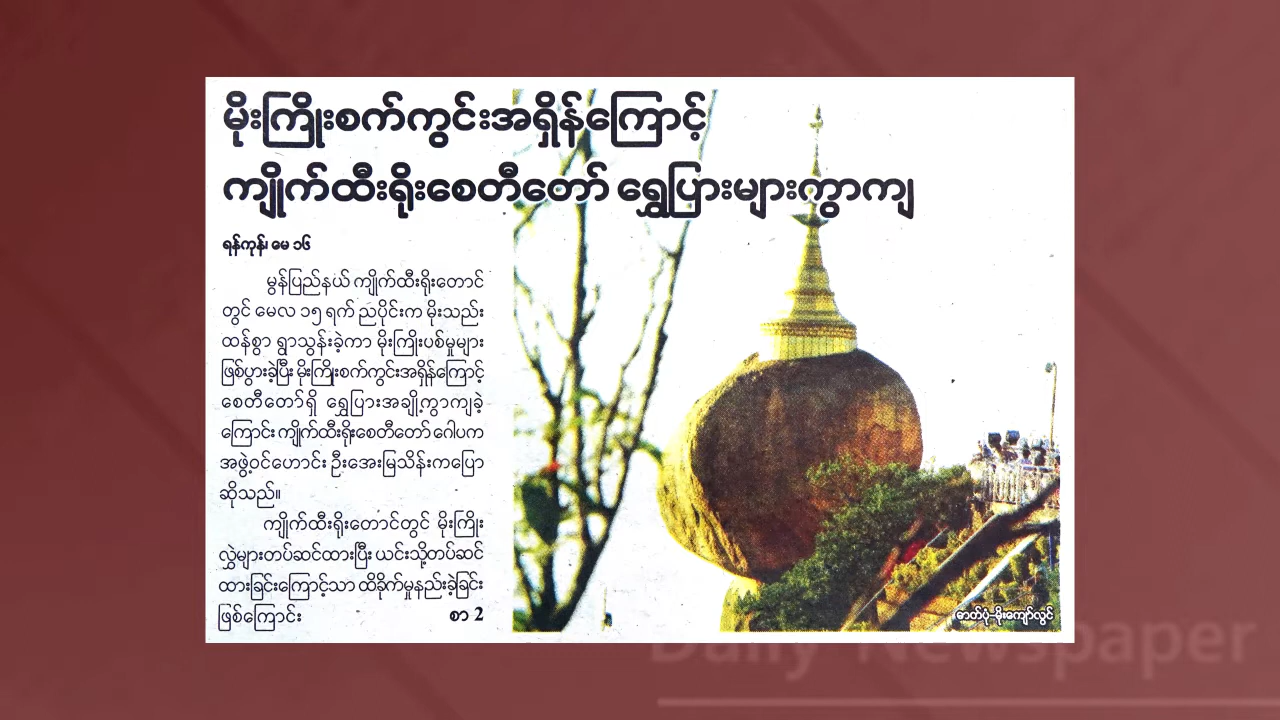 မိုးကြိုးစက်ကွင်းအရှိန်ကြောင့်
ကျိုက်ထီးရိုးစေတီတော် ရွှေပြားများကွာကျ
ရန်ကုန်၊ မေ ၁၆
မွန်ပြည်နယ် ကျိုက်ထီးရိုးတောင်
တွင် မေလ ၁၅ ရက် ညပိုင်းက မိုးသည်း
ထန်စွာ ရွာသွန်းခဲ့ကာ မိုးကြိုးပစ်မှုများ
ဖြစ်ပွားခဲ့ပြီး မိုးကြိုးစက်ကွင်းအရှိန်ကြောင့်
စေတီတော်ရှိ ရွှေပြားအချို့ကွာကျခဲ့
ကြောင်း ကျိုက်ထီးရိုးစေတီတော် ဂေါပက
အဖွဲ့ဝင်ဟောင်း ဦးအေးမြသိန်းကပြော
ဆိုသည်။
ကျိုက်ထီးရိုးတောင်တွင် မိုးကြိုး
လွှဲများတပ်ဆင်ထားပြီး ယင်းသို့တပ်ဆင်
ထားခြင်းကြောင့်သာ ထိခိုက်မှုနည်းခဲ့ခြင်း
ဖြစ်ကြောင်း စာ 2
ဓာတ်ပုံ-မိုးကျော်လွင်
Daily Newspaper